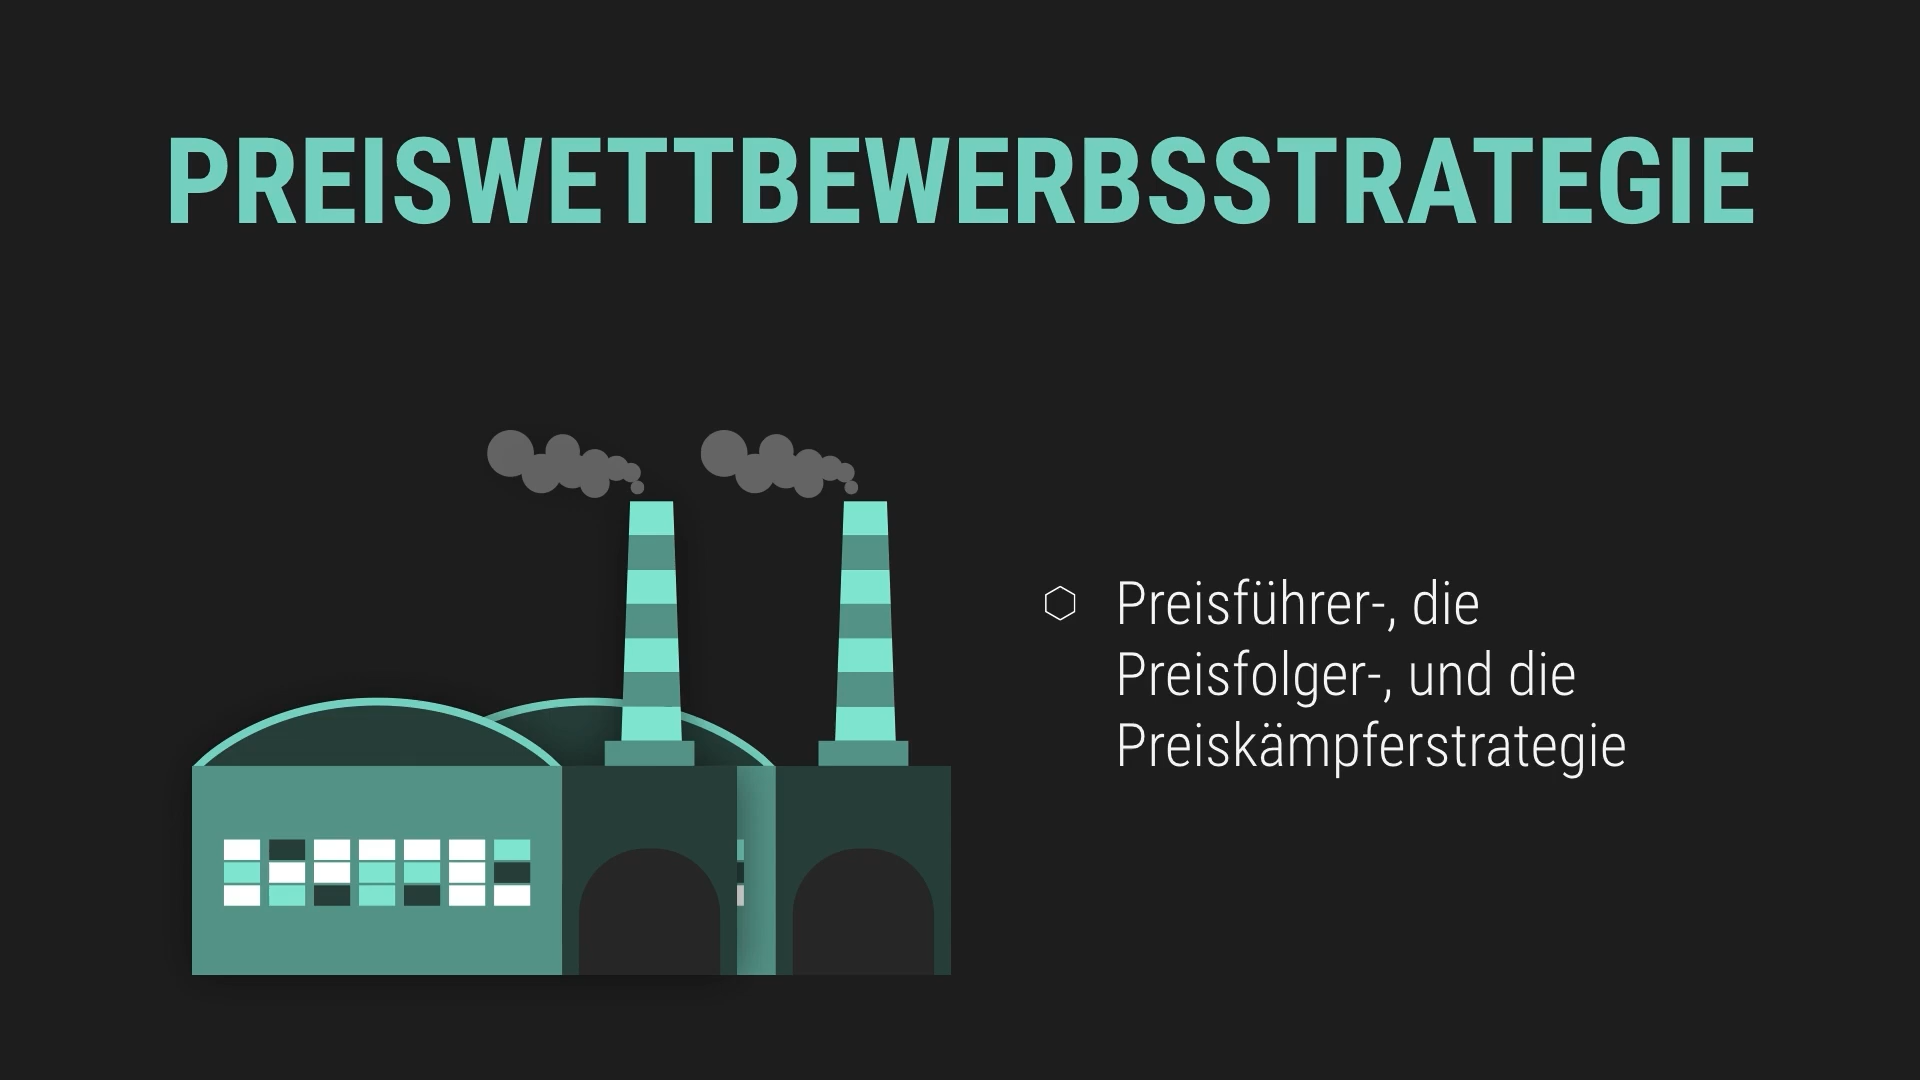 PREISWETTBEWERBSSTRATEGIE
Preisführer-, die
Preisfolger-, und die
Preiskämpferstrategie